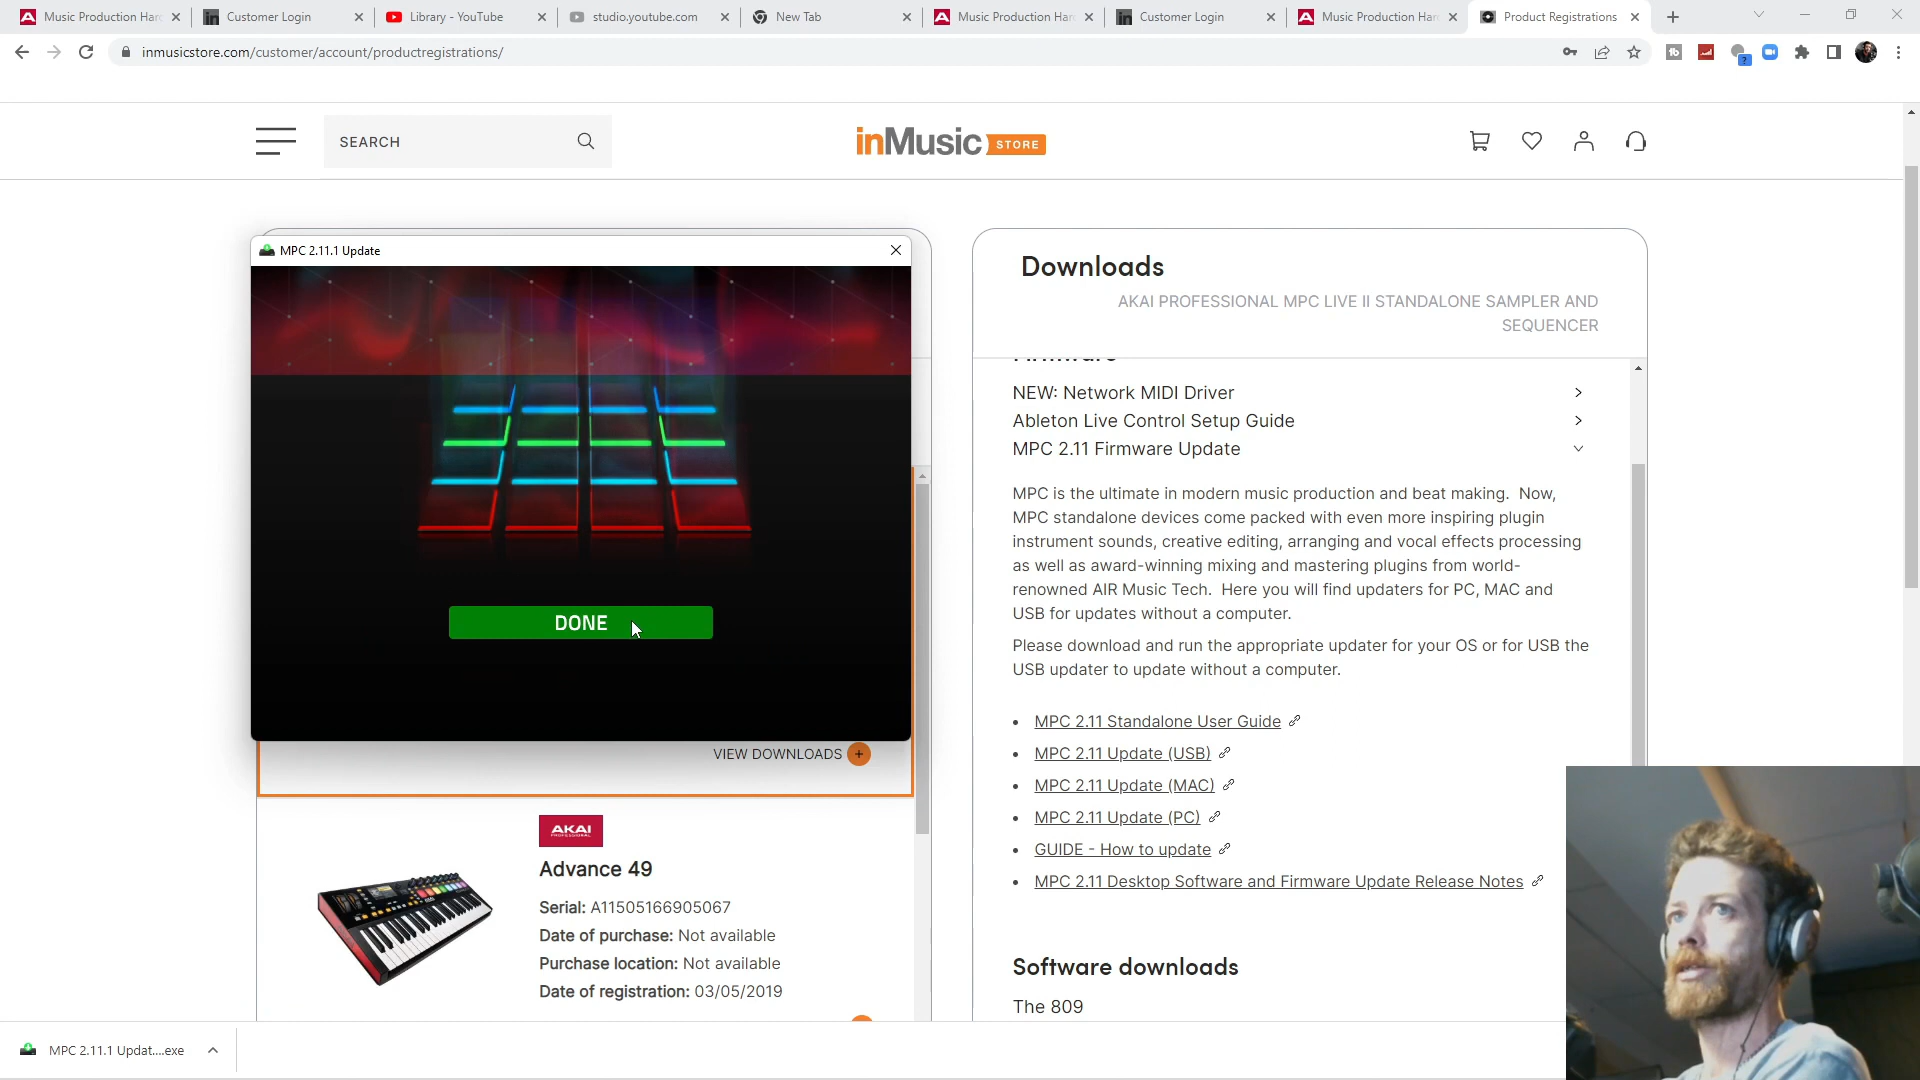 Music Production Har
Customer Login
Library - YouTube
studio.youtube.com
New Tab
Music Production Har
Customer Login
Music Production Har
Product Registrations
inmusicstore.com/customer/account/productregistrations/
SEARCH
inMusic STORE
MPC 2.11.1 Update
DONE
VIEW DOWNLOADS
AKAI
PROFESSIONAL
Advance 49
Serial: A11505166905067
Date of purchase: Not available
Purchase location: Not available
Date of registration: 03/05/2019
Downloads
AKAI PROFESSIONAL MPC LIVE II STANDALONE SAMPLER AND
SEQUENCER
Firmware
NEW: Network MIDI Driver
Ableton Live Control Setup Guide
MPC 2.11 Firmware Update
MPC is the ultimate in modern music production and beat making. Now,
MPC standalone devices come packed with even more inspiring plugin
instrument sounds, creative editing, arranging and vocal effects processing
as well as award-winning mixing and mastering plugins from world-
renowned AIR Music Tech. Here you will find updaters for PC, MAC and
USB for updates without a computer.
Please download and run the appropriate updater for your OS or for USB the
USB updater to update without a computer.
• MPC 2.11 Standalone User Guide
• MPC 2.11 Update (USB)
• MPC 2.11 Update (MAC)
• MPC 2.11 Update (PC)
• GUIDE - How to update
• MPC 2.11 Desktop Software and Firmware Update Release Notes
Software downloads
The 809
MPC 2.11.1 Updat....exe